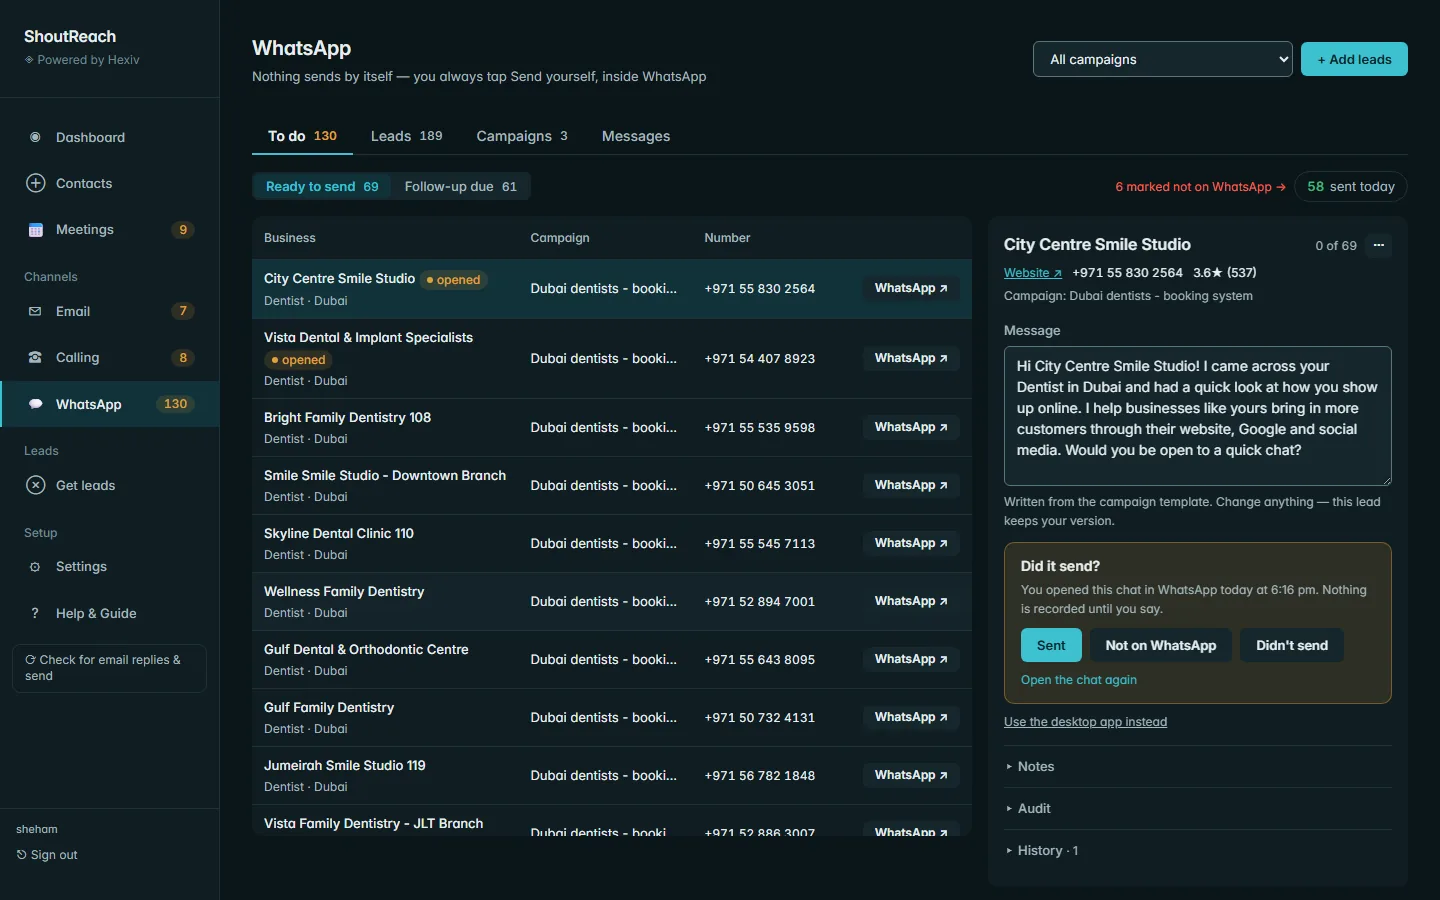 ShoutReach
Powered by Hexiv
Dashboard
Contacts
Meetings 9
Channels
Email 7
Calling 8
WhatsApp 130
Leads
Get leads
Setup
Settings
? Help & Guide
Check for email replies &
send
sheham
Sign out
WhatsApp
Nothing sends by itself — you always tap Send yourself, inside WhatsApp
All campaigns
+ Add leads
To do 130 Leads 189 Campaigns 3 Messages
Ready to send 69 Follow-up due 61
6 marked not on WhatsApp →
58 sent today
Business Campaign Number
City Centre Smile Studio • opened
Dentist · Dubai
Dubai dentists - booki... +971 55 830 2564 WhatsApp ↗
Vista Dental & Implant Specialists
• opened
Dentist · Dubai
Dubai dentists - booki... +971 54 407 8923 WhatsApp ↗
Bright Family Dentistry 108
Dentist · Dubai
Dubai dentists - booki... +971 55 535 9598 WhatsApp ↗
Smile Smile Studio - Downtown Branch
Dentist · Dubai
Dubai dentists - booki... +971 50 645 3051 WhatsApp ↗
Skyline Dental Clinic 110
Dentist · Dubai
Dubai dentists - booki... +971 55 545 7113 WhatsApp ↗
Wellness Family Dentistry
Dentist · Dubai
Dubai dentists - booki... +971 52 894 7001 WhatsApp ↗
Gulf Dental & Orthodontic Centre
Dentist · Dubai
Dubai dentists - booki... +971 55 643 8095 WhatsApp ↗
Gulf Family Dentistry
Dentist · Dubai
Dubai dentists - booki... +971 50 732 4131 WhatsApp ↗
Jumeirah Smile Studio 119
Dentist · Dubai
Dubai dentists - booki... +971 56 782 1848 WhatsApp ↗
Vista Family Dentistry - JLT Branch
Dubai dentists - booki... +971 52 886 3007 WhatsApp ↗
City Centre Smile Studio
0 of 69 ...
Website ↗ +971 55 830 2564 3.6★ (537)
Campaign: Dubai dentists - booking system
Message
Hi City Centre Smile Studio! I came across your
Dentist in Dubai and had a quick look at how you show
up online. I help businesses like yours bring in more
customers through their website, Google and social
media. Would you be open to a quick chat?
Written from the campaign template. Change anything — this lead
keeps your version.
Did it send?
You opened this chat in WhatsApp today at 6:16 pm. Nothing
is recorded until you say.
Sent Not on WhatsApp Didn't send
Open the chat again
Use the desktop app instead
Notes
Audit
History · 1